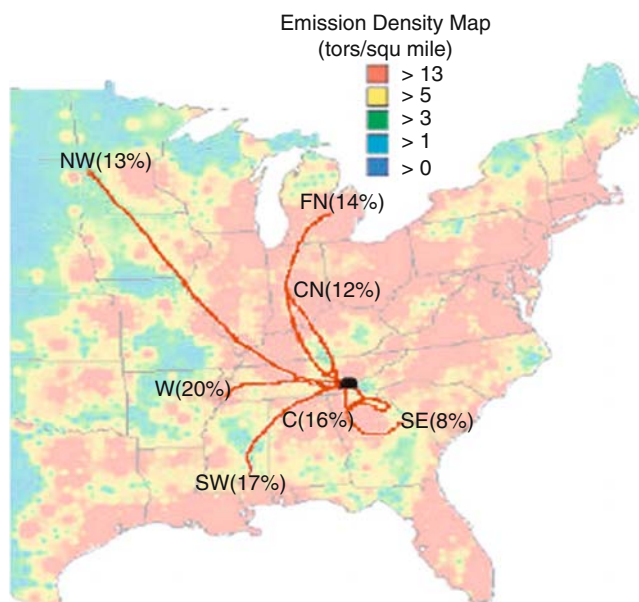 Emission Density Map
(tors/squ mile)
> 13
> 5
> 3
> 1
> 0
NW(13%)
FN(14%)
CN(12%)
W(20%)
C(16%)
SE(8%)
SW(17%)